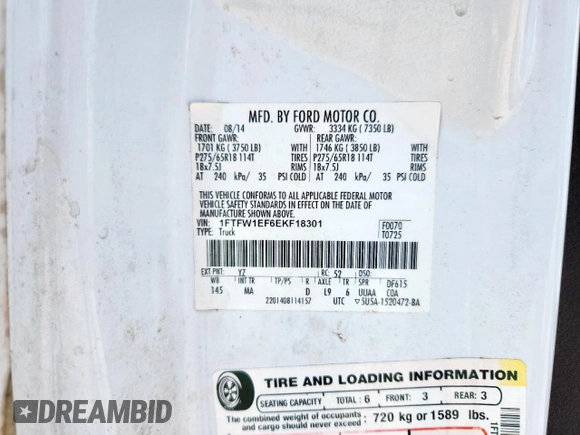 MFD. BY FORD MOTOR CO.
DATE: 08/14 GVWR: 3334 KG ( 7350 LB)
FRONT GAWR: REAR GAWR:
1701 KG ( 3750 LB) WITH 1746 KG ( 3850 LB) WITH
P275/65R18 114T TIRES P275/65R18 114T TIRES
18x7.5J RIMS 18x7.5J RIMS
AT 240 kPa/ 35 PSI COLD AT 240 kPa/ 35 PSI COLD
THIS VEHICLE CONFORMS TO ALL APPLICABLE FEDERAL MOTOR
VEHICLE SAFETY STANDARDS IN EFFECT ON THE DATE OF
MANUFACTURE SHOWN ABOVE.
VIN: 1FTFW1EF6EKF18301 F0070
TYPE: Truck T0725
EXT PNT: YZ RC: 52 DSO:
WB INT TR TP/PS R AXLE TR SPR DF615
145 MA D L9 6 UUAA COA
2201408114157 UTC ▽5U5A-1520472-BA
TIRE AND LOADING INFORMATION
SEATING CAPACITY TOTAL: 6 FRONT: 3 REAR: 3
The combined weight of occupants
and cargo should never exceed : 720 kg or 1589 lbs.
1F
DREAMBID